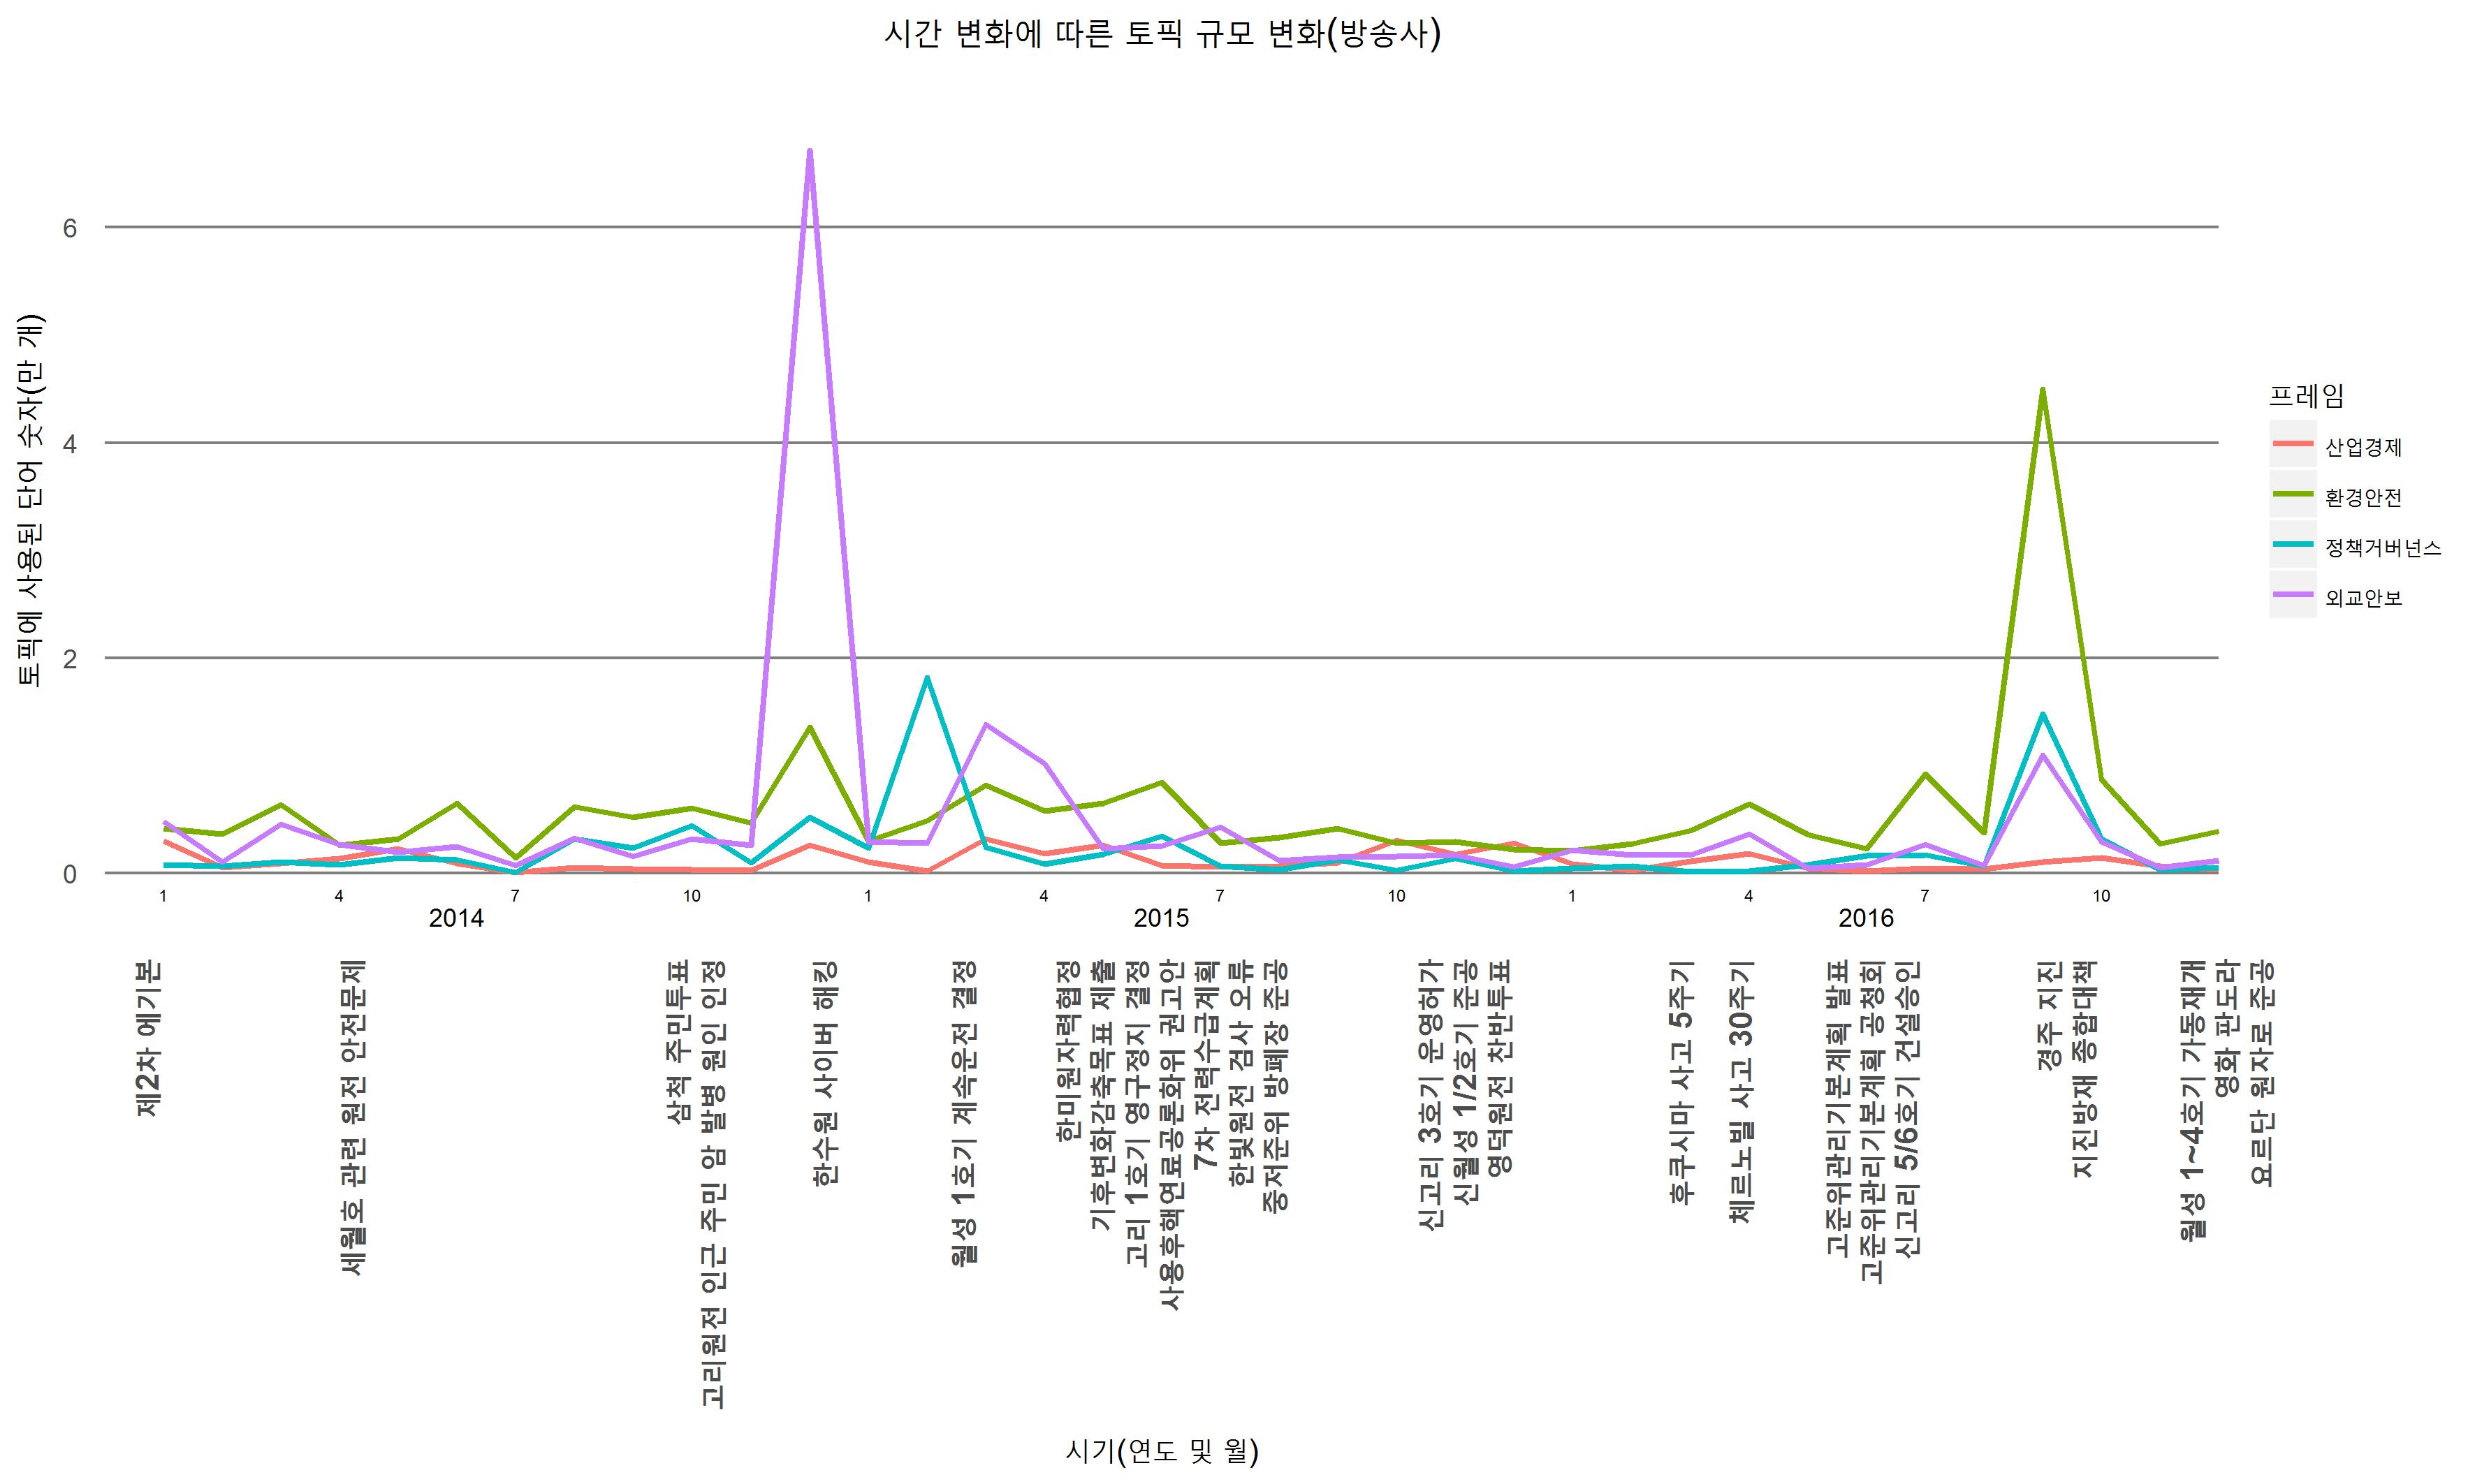 시간 변화에 따른 토픽 규모 변화(방송사)
토픽에 사용된 단어 숫자(만 개)
6
4
2
0
1
4
7
10
1
4
7
10
1
4
7
10
2014
2015
2016
제2차 에기본
세월호 관련 원전 안전문제
삼척 주민투표
고리원전 인근 주민 암 발병 원인 인정
한수원 사이버 해킹
월성 1호기 계속운전 결정
한미원자력협정
기후변화감축목표 제출
고리 1호기 영구정지 결정
사용후핵연료공론화위 권고안
7차 전력수급계획
한빛원전 검사 오류
중저준위 방폐장 준공
신고리 3호기 운영허가
신월성 1/2호기 준공
영덕원전 찬반투표
후쿠시마 사고 5주기
체르노빌 사고 30주기
고준위관리기본계획 발표
고준위관리기본계획 공청회
신고리 5/6호기 건설승인
경주 지진
지진방재 종합대책
월성 1~4호기 가동재개
영화 판도라
요르단 원자로 준공
시기(연도 및 월)
프레임
산업경제
환경안전
정책거버넌스
외교안보